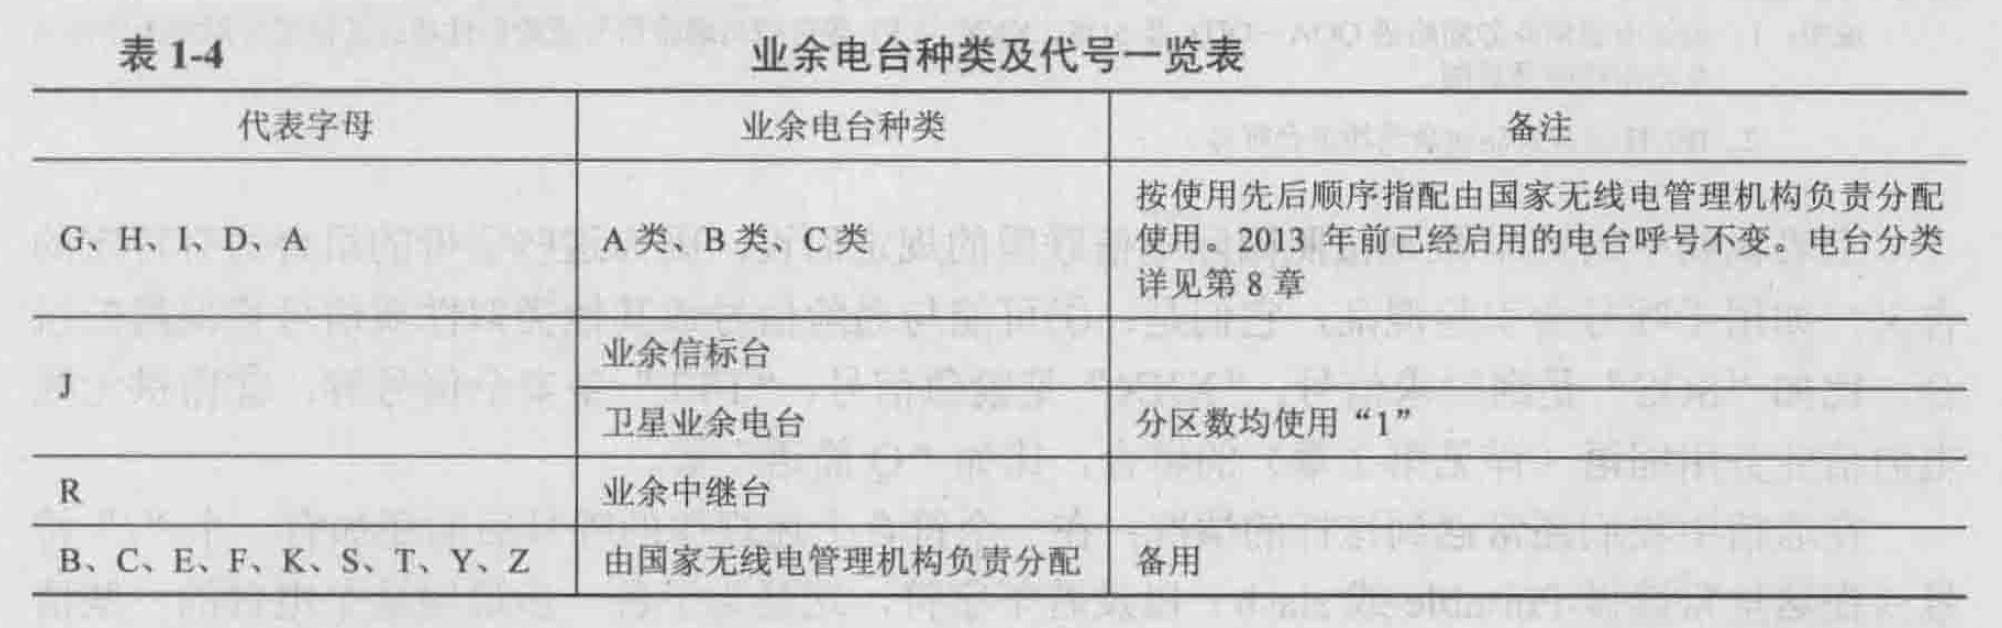 表 1-4
业余电台种类及代号一览表
代表字母
业余电台种类
备注
G、H、I、D、A
A 类、B 类、C 类
按使用先后顺序指配由国家无线电管理机构负责分配
使用。2013 年前已经启用的电台呼号不变。电台分类
详见第 8 章
J
业余信标台
卫星业余电台
分区数均使用“1”
R
业余中继台
B、C、E、F、K、S、T、Y、Z
由国家无线电管理机构负责分配
备用